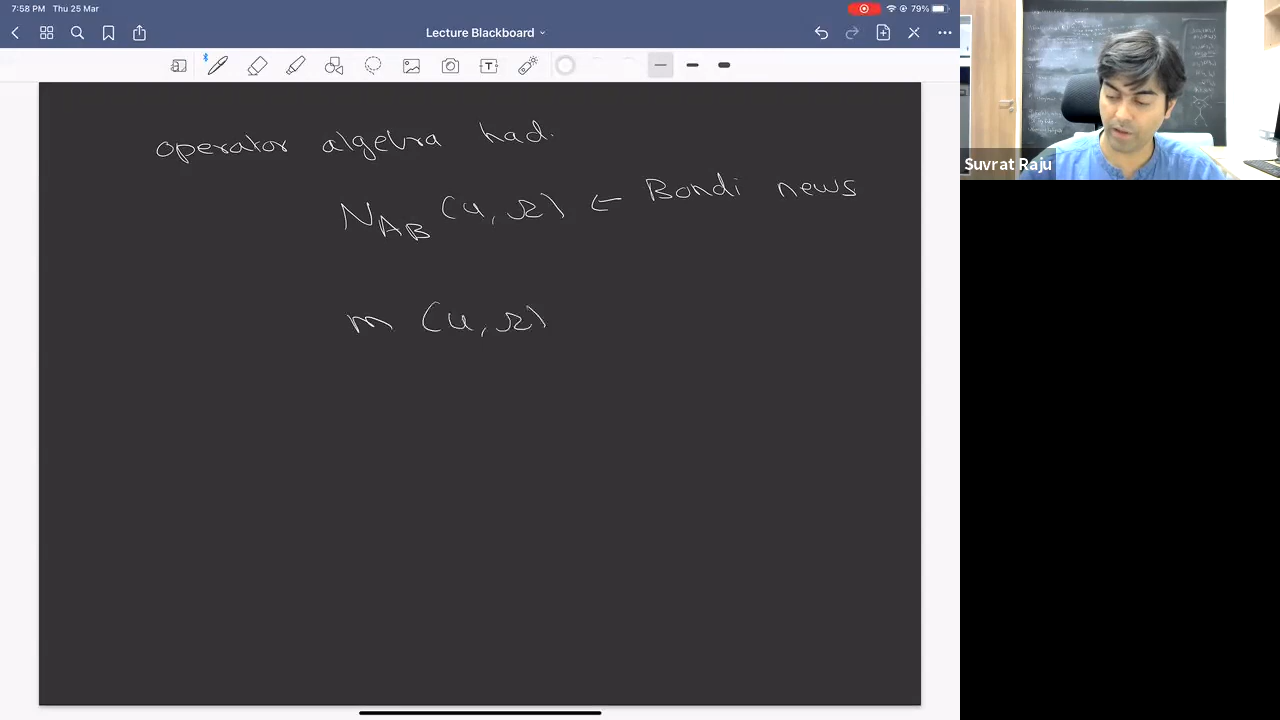 7:58 PM Thu 25 Mar
79%
Lecture Blackboard
operator algebra had.
N_AB (u, Ω) ← Bondi news
m (u, Ω)
Suvrat Raju